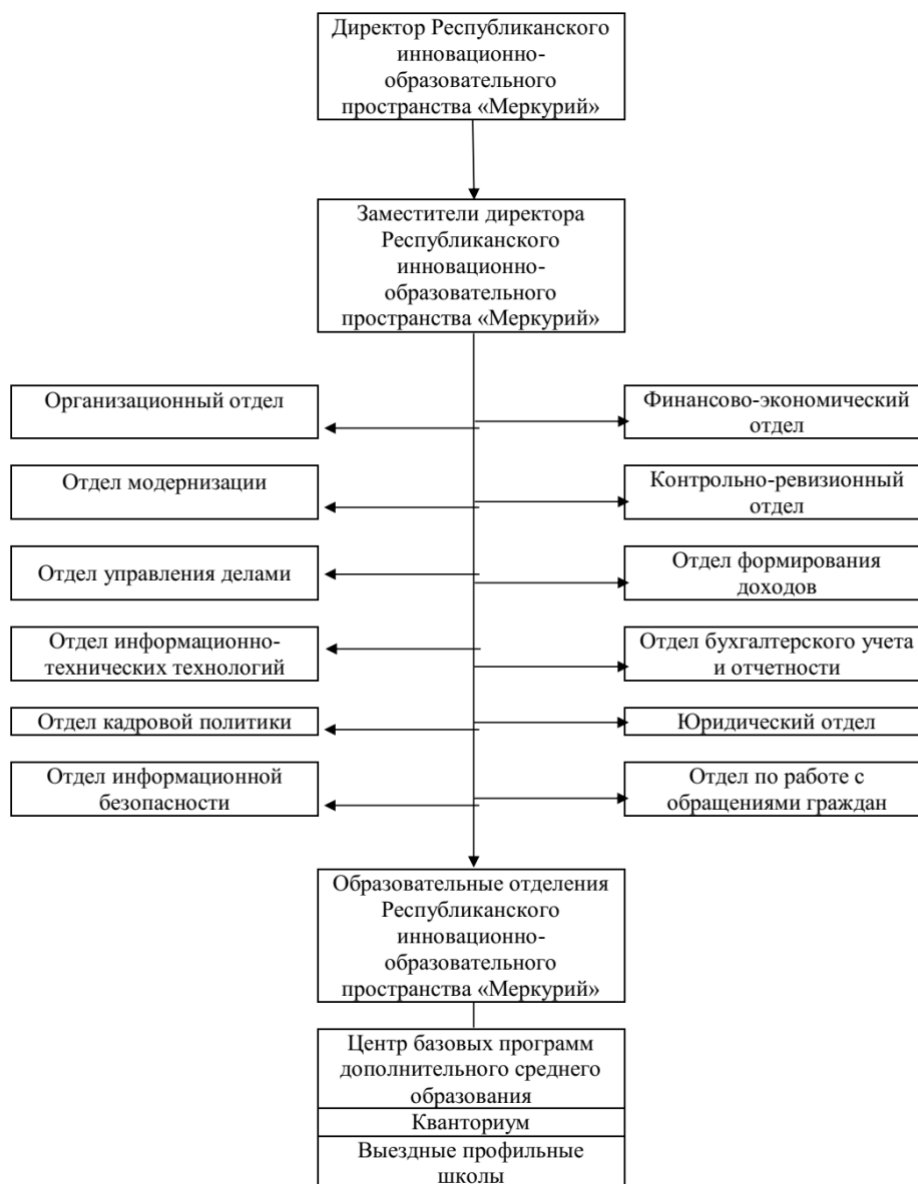 Директор Республиканского
инновационно-
образовательного
пространства «Меркурий»
Заместители директора
Республиканского
инновационно-
образовательного
пространства «Меркурий»
Организационный отдел
Финансово-экономический
отдел
Отдел модернизации
Контрольно-ревизионный
отдел
Отдел управления делами
Отдел формирования
доходов
Отдел информационно-
технических технологий
Отдел бухгалтерского учета
и отчетности
Отдел кадровой политики
Юридический отдел
Отдел информационной
безопасности
Отдел по работе с
обращениями граждан
Образовательные отделения
Республиканского
инновационно-
образовательного
пространства «Меркурий»
Центр базовых программ
дополнительного среднего
образования
Кванториум
Выездные профильные
школы